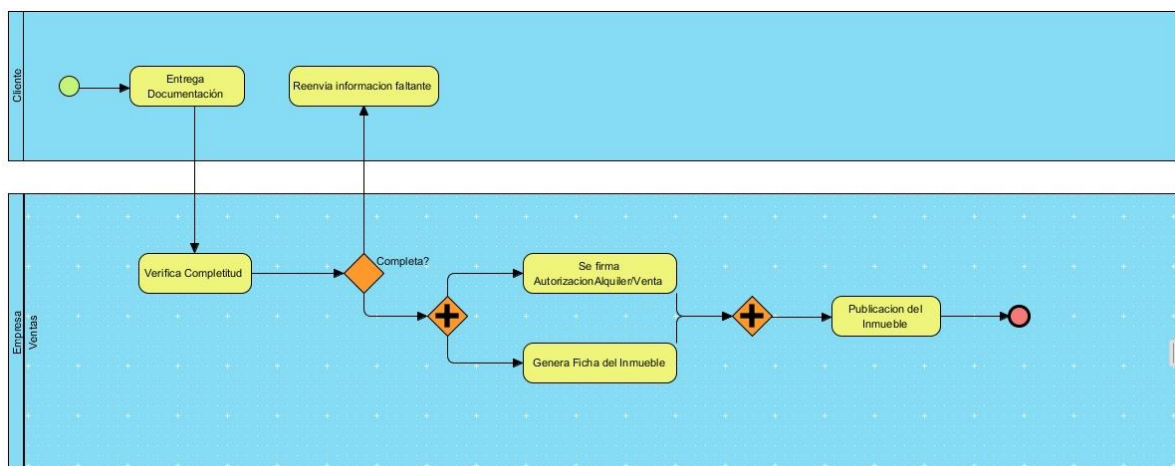 Cliente
Entrega
Documentación
Reenvia informacion faltante
Empresa
Ventas
Verifica Completitud
Completa?
Se firma
AutorizacionAlquiler/Venta
Genera Ficha del Inmueble
Publicacion del
Inmueble